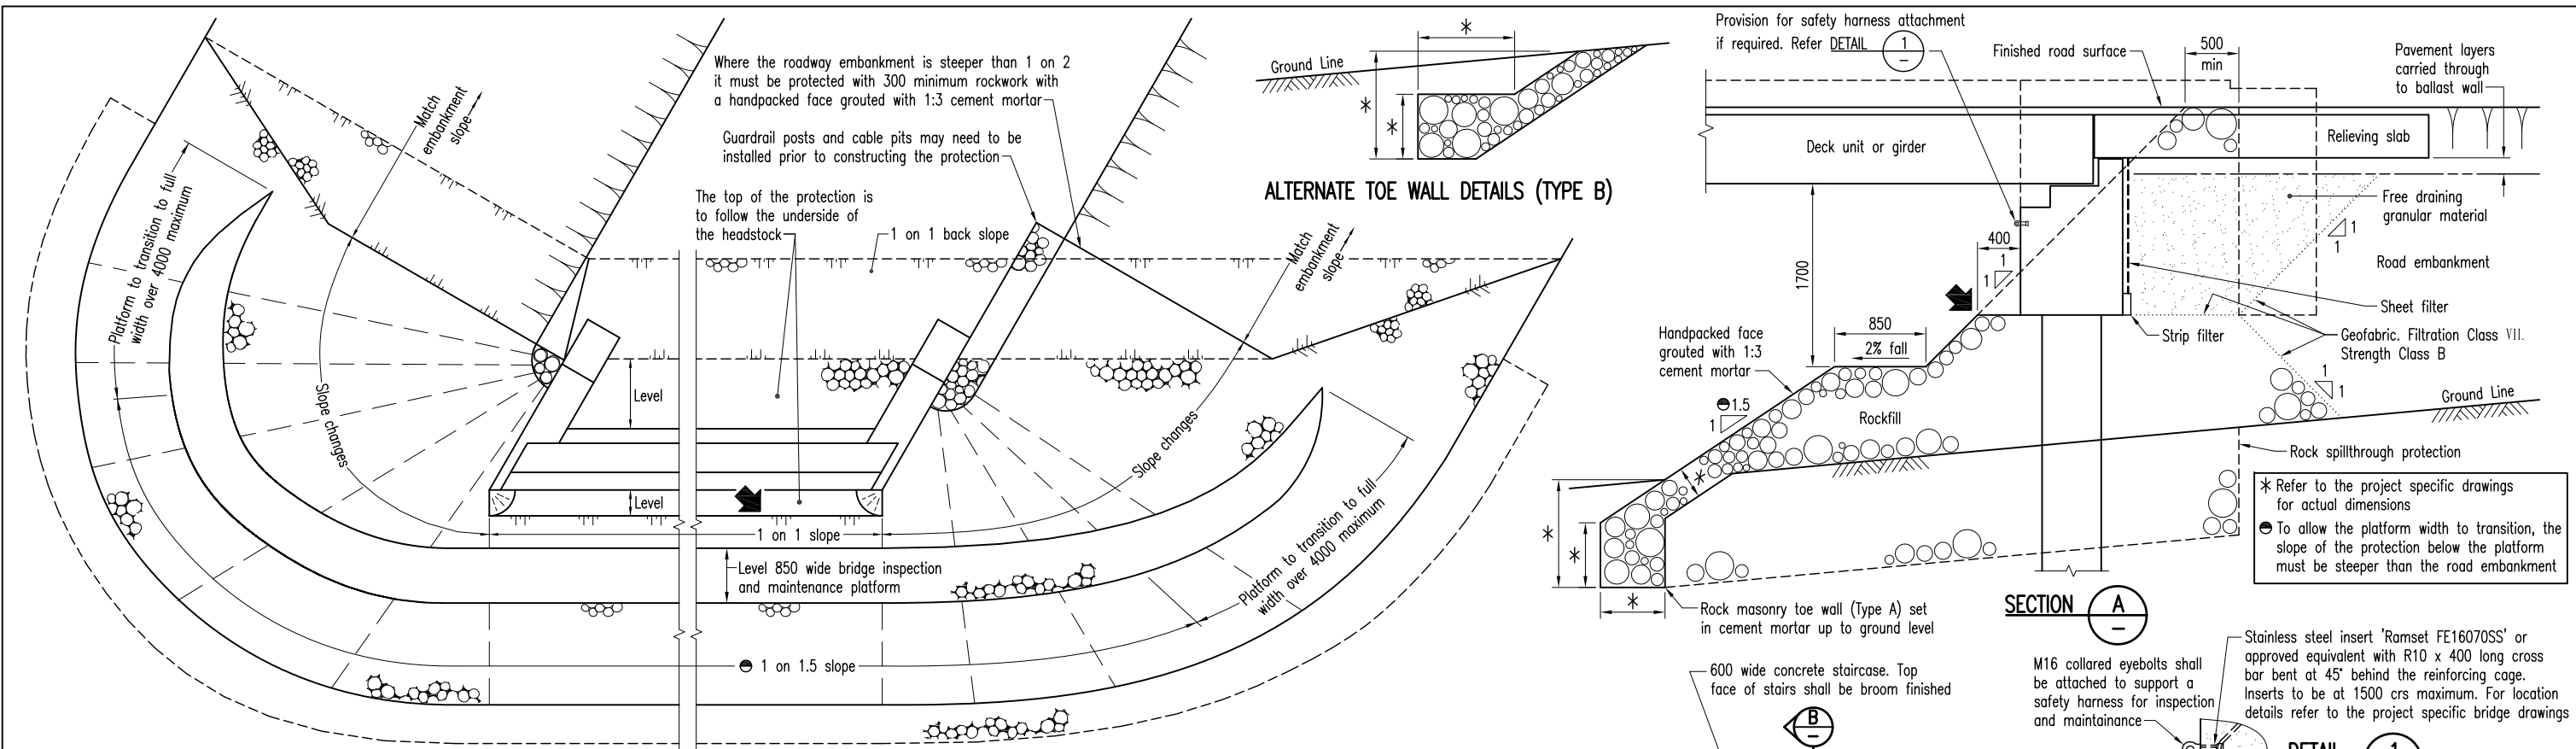 Where the roadway embankment is steeper than 1 on 2
it must be protected with 300 minimum rockwork with
a handpacked face grouted with 1:3 cement mortar
Guardrail posts and cable pits may need to be
installed prior to constructing the protection
The top of the protection is
to follow the underside of
the headstock
1 on 1 back slope
Match
embankment
slope
Platform to transition to full
width over 4000 maximum
Slope changes
Level
Level
1 on 1 slope
Level 850 wide bridge inspection
and maintenance platform
1 on 1.5 slope
Match
embankment
slope
Slope changes
Platform to transition to full
width over 4000 maximum
Ground Line
*
*
*
ALTERNATE TOE WALL DETAILS (TYPE B)
Provision for safety harness attachment
if required. Refer DETAIL
1
-
Finished road surface
500
min
Pavement layers
carried through
to ballast wall
Deck unit or girder
Relieving slab
Free draining
granular material
1
1
Road embankment
Sheet filter
Strip filter
Geofabric. Filtration Class VII.
Strength Class B
1
1
Ground Line
1700
400
1
1
850
2% fall
Handpacked face
grouted with 1:3
cement mortar
1.5
1
Rockfill
Rock spillthrough protection
*
*
*
*
Rock masonry toe wall (Type A) set
in cement mortar up to ground level
* Refer to the project specific drawings
for actual dimensions
To allow the platform width to transition, the
slope of the protection below the platform
must be steeper than the road embankment
SECTION A
-
600 wide concrete staircase. Top
face of stairs shall be broom finished
B
-
M16 collared eyebolts shall
be attached to support a
safety harness for inspection
and maintainance
Stainless steel insert 'Ramset FE16070SS' or
approved equivalent with R10 x 400 long cross
bar bent at 45° behind the reinforcing cage.
Inserts to be at 1500 crs maximum. For location
details refer to the project specific bridge drawings
DETAIL 1